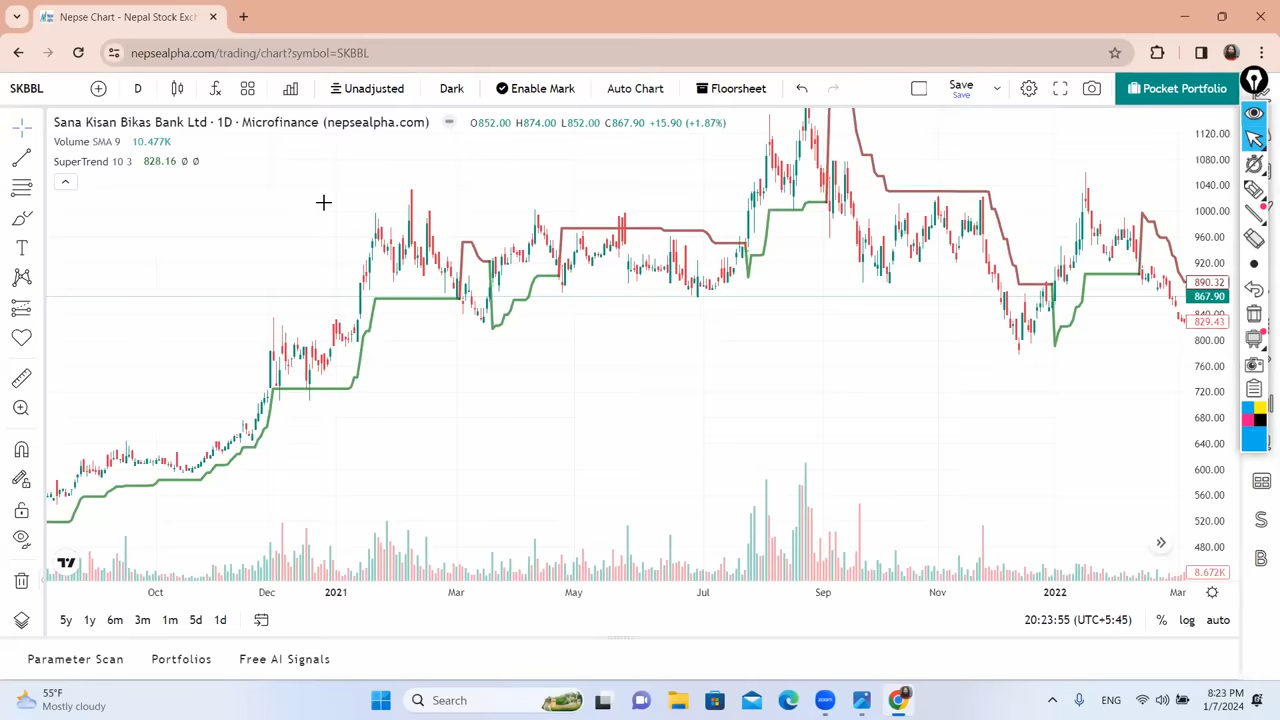 Nepse Chart - Nepal Stock Exch
nepsealpha.com/trading/chart?symbol=SKBBL
SKBBL
D
Unadjusted
Dark
Enable Mark
Auto Chart
Floorsheet
Save
Save
Pocket Portfolio
Sana Kisan Bikas Bank Ltd · 1D · Microfinance (nepsealpha.com)
O852.00 H874.00 L852.00 C867.90 +15.90 (+1.87%)
Volume SMA 9 10.477K
SuperTrend 10 3 828.16 Ø Ø
1120.00
1080.00
1040.00
1000.00
960.00
920.00
890.32
867.90
840.00
829.43
800.00
760.00
720.00
680.00
640.00
600.00
560.00
520.00
480.00
8.672K
Oct
Dec
2021
Mar
May
Jul
Sep
Nov
2022
Mar
5y
1y
6m
3m
1m
5d
1d
20:23:55 (UTC+5:45)
%
log
auto
Parameter Scan
Portfolios
Free AI Signals
55°F
Mostly cloudy
Search
zoom
ENG
8:23 PM
1/7/2024